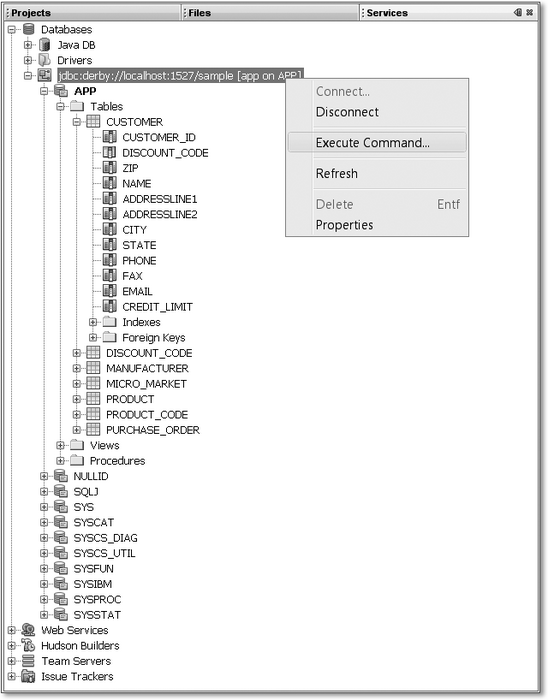 Projects Files Services
Databases
Java DB
Drivers
jdbc:derby://localhost:1527/sample [app on APP]
Connect...
Disconnect
Execute Command...
Refresh
Delete Entf
Properties
APP
Tables
CUSTOMER
CUSTOMER_ID
DISCOUNT_CODE
ZIP
NAME
ADDRESSLINE1
ADDRESSLINE2
CITY
STATE
PHONE
FAX
EMAIL
CREDIT_LIMIT
Indexes
Foreign Keys
DISCOUNT_CODE
MANUFACTURER
MICRO_MARKET
PRODUCT
PRODUCT_CODE
PURCHASE_ORDER
Views
Procedures
NULLID
SQLJ
SYS
SYSCAT
SYSCS_DIAG
SYSCS_UTIL
SYSFUN
SYSIBM
SYSPROC
SYSSTAT
Web Services
Hudson Builders
Team Servers
Issue Trackers